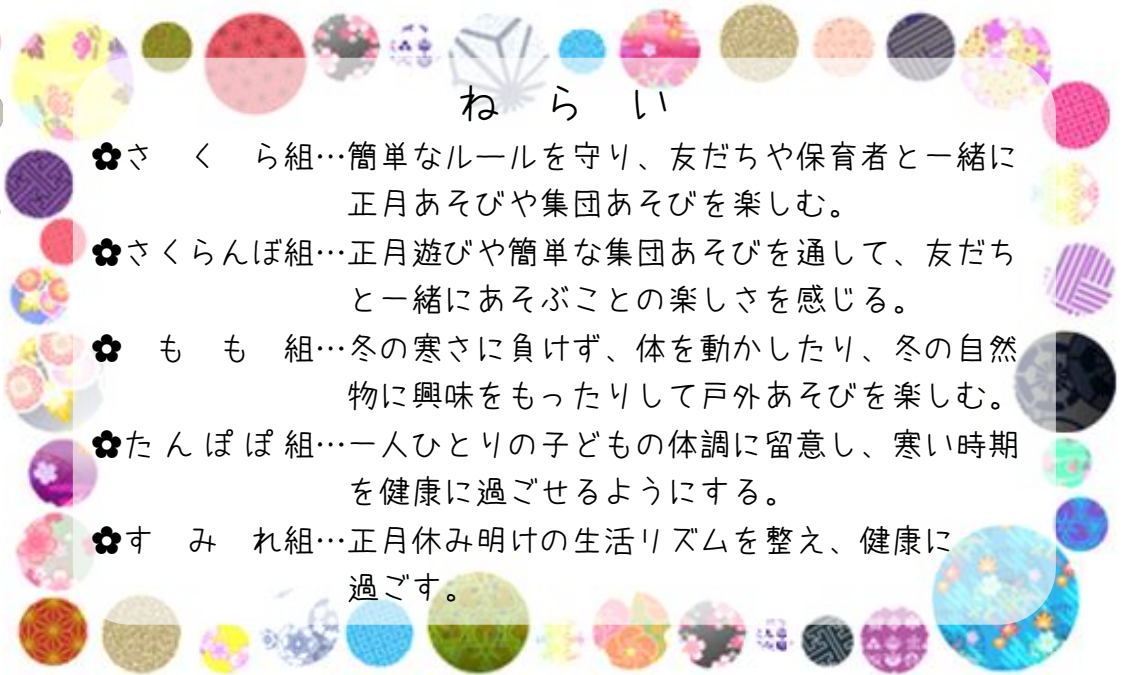 ねらい
✿さくら組…簡単なルールを守り、友だちや保育者と一緒に
正月あそびや集団あそびを楽しむ。
✿さくらんぼ組…正月遊びや簡単な集団あそびを通して、友だち
と一緒にあそぶことの楽しさを感じる。
✿もも組…冬の寒さに負けず、体を動かしたり、冬の自然
物に興味をもったりして戸外あそびを楽しむ。
✿たんぽぽ組…一人ひとりの子どもの体調に留意し、寒い時期
を健康に過ごせるようにする。
✿すみれ組…正月休み明けの生活リズムを整え、健康に
過ごす。